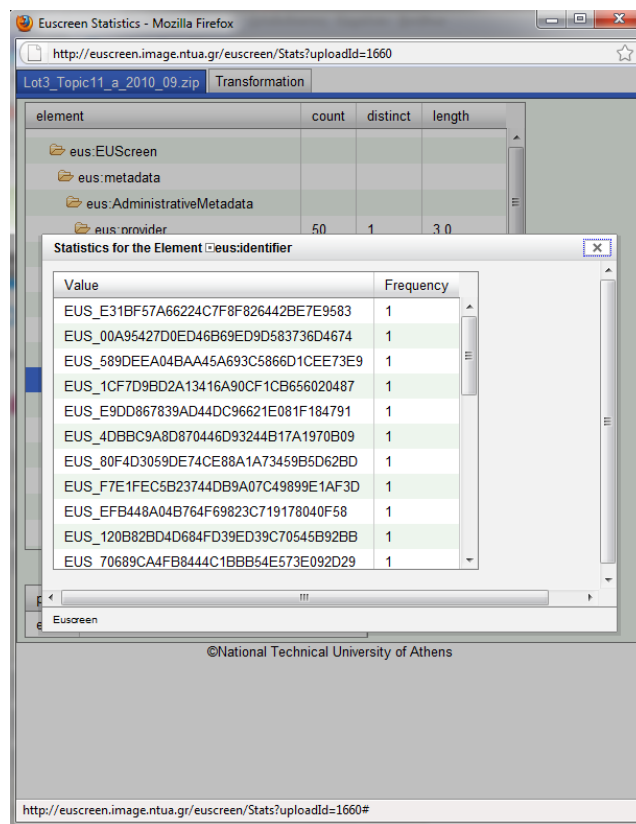 Euscreen Statistics - Mozilla Firefox
http://euscreen.image.ntua.gr/euscreen/Stats?uploadId=1660
Lot3_Topic11_a_2010_09.zip Transformation
element count distinct length
eus:EUScreen
eus:metadata
eus:AdministrativeMetadata
eus:provider 50 1 3.0
Statistics for the Element eus:identifier
Value Frequency
EUS_E31BF57A66224C7F8F826442BE7E9583 1
EUS_00A95427D0ED46B69ED9D583736D4674 1
EUS_589DEEA04BAA45A693C5866D1CEE73E9 1
EUS_1CF7D9BD2A13416A90CF1CB656020487 1
EUS_E9DD867839AD44DC96621E081F184791 1
EUS_4DBBC9A8D870446D93244B17A1970B09 1
EUS_80F4D3059DE74CE88A1A73459B5D62BD 1
EUS_F7E1FEC5B23744DB9A07C49899E1AF3D 1
EUS_EFB448A04B764F69823C719178040F58 1
EUS_120B82BD4D684FD39ED39C70545B92BB 1
EUS_70689CA4FB8444C1BBB54E573E092D29 1
Euscreen
©National Technical University of Athens
http://euscreen.image.ntua.gr/euscreen/Stats?uploadId=1660#